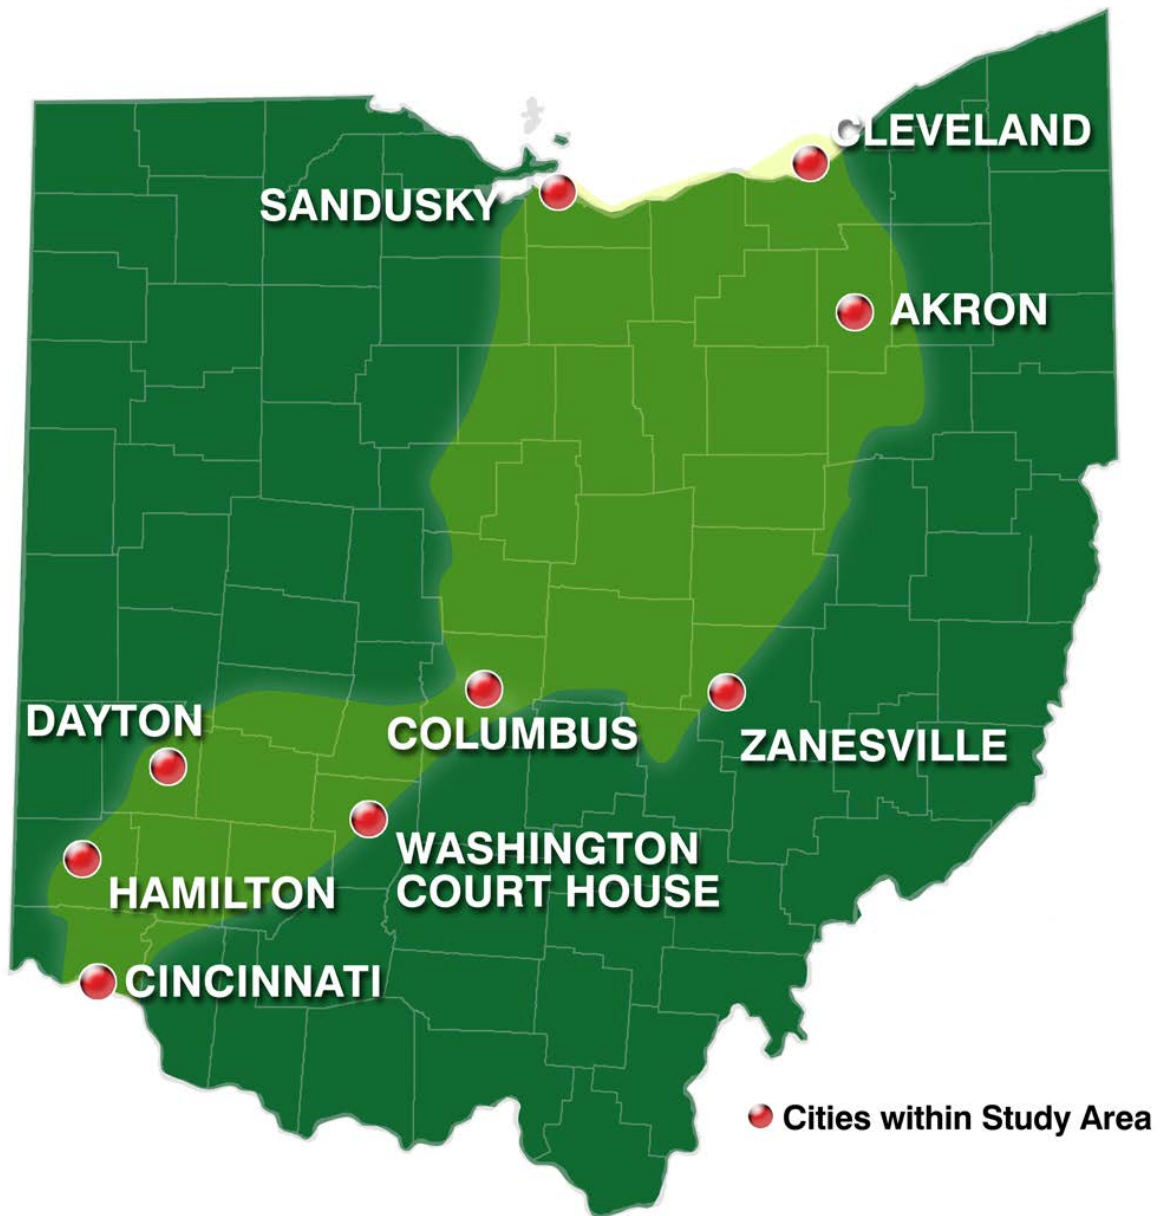 CLEVELAND
SANDUSKY
AKRON
DAYTON
COLUMBUS
ZANESVILLE
WASHINGTON
COURT HOUSE
HAMILTON
CINCINNATI
Cities within Study Area